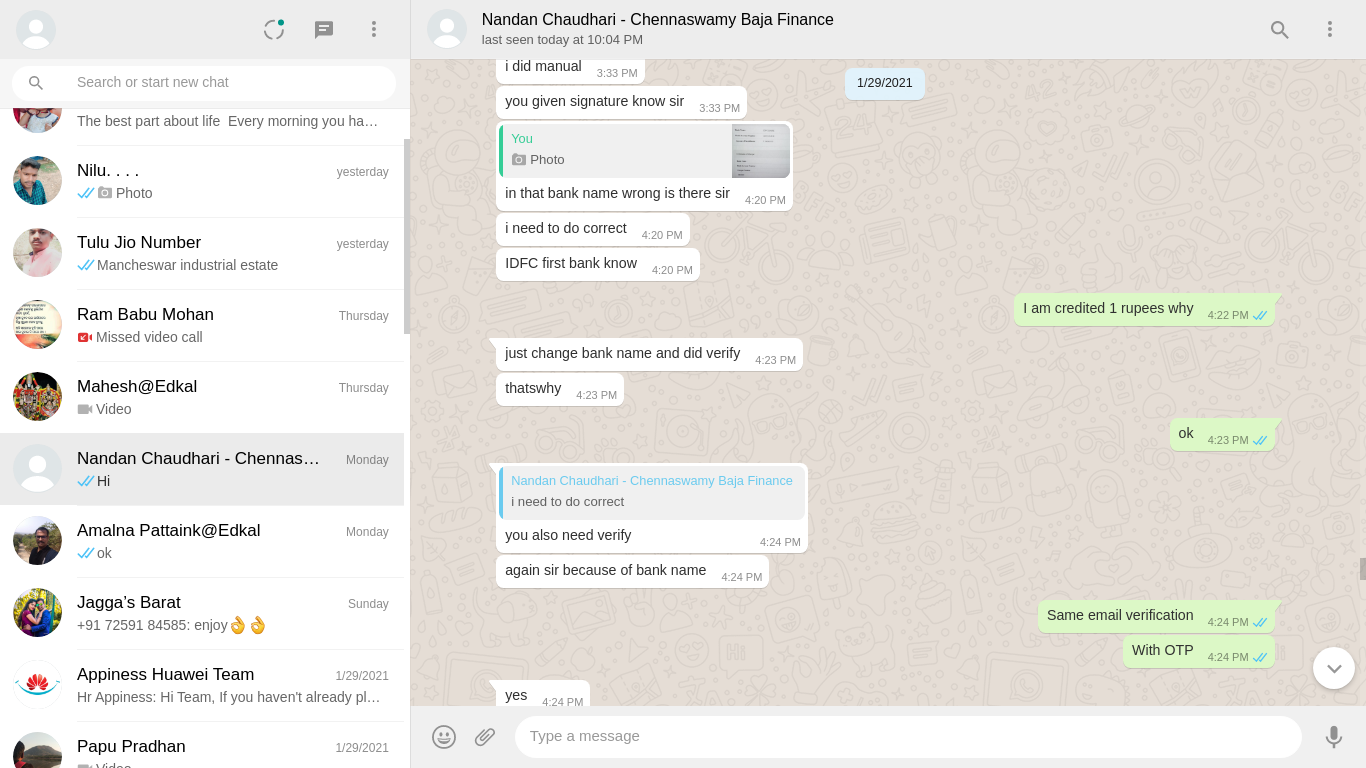 Search or start new chat
The best part about life  Every morning you ha…
Nilu. . . .
yesterday
Photo
Tulu Jio Number
yesterday
Mancheswar industrial estate
Ram Babu Mohan
Thursday
Missed video call
Mahesh@Edkal
Thursday
Video
Nandan Chaudhari - Chennas…
Monday
Hi
Amalna Pattaink@Edkal
Monday
ok
Jagga’s Barat
Sunday
+91 72591 84585: enjoy👌👌
Appiness Huawei Team
1/29/2021
Hr Appiness: Hi Team, If you haven't already pl…
Papu Pradhan
1/29/2021
Video
Nandan Chaudhari - Chennaswamy Baja Finance
last seen today at 10:04 PM
1/29/2021
i did manual 3:33 PM
you given signature know sir 3:33 PM
You
Photo
in that bank name wrong is there sir 4:20 PM
i need to do correct 4:20 PM
IDFC first bank know 4:20 PM
I am credited 1 rupees why 4:22 PM
just change bank name and did verify 4:23 PM
thatswhy 4:23 PM
ok 4:23 PM
Nandan Chaudhari - Chennaswamy Baja Finance
i need to do correct
you also need verify 4:24 PM
again sir because of bank name 4:24 PM
Same email verification 4:24 PM
With OTP 4:24 PM
yes 4:24 PM
Type a message